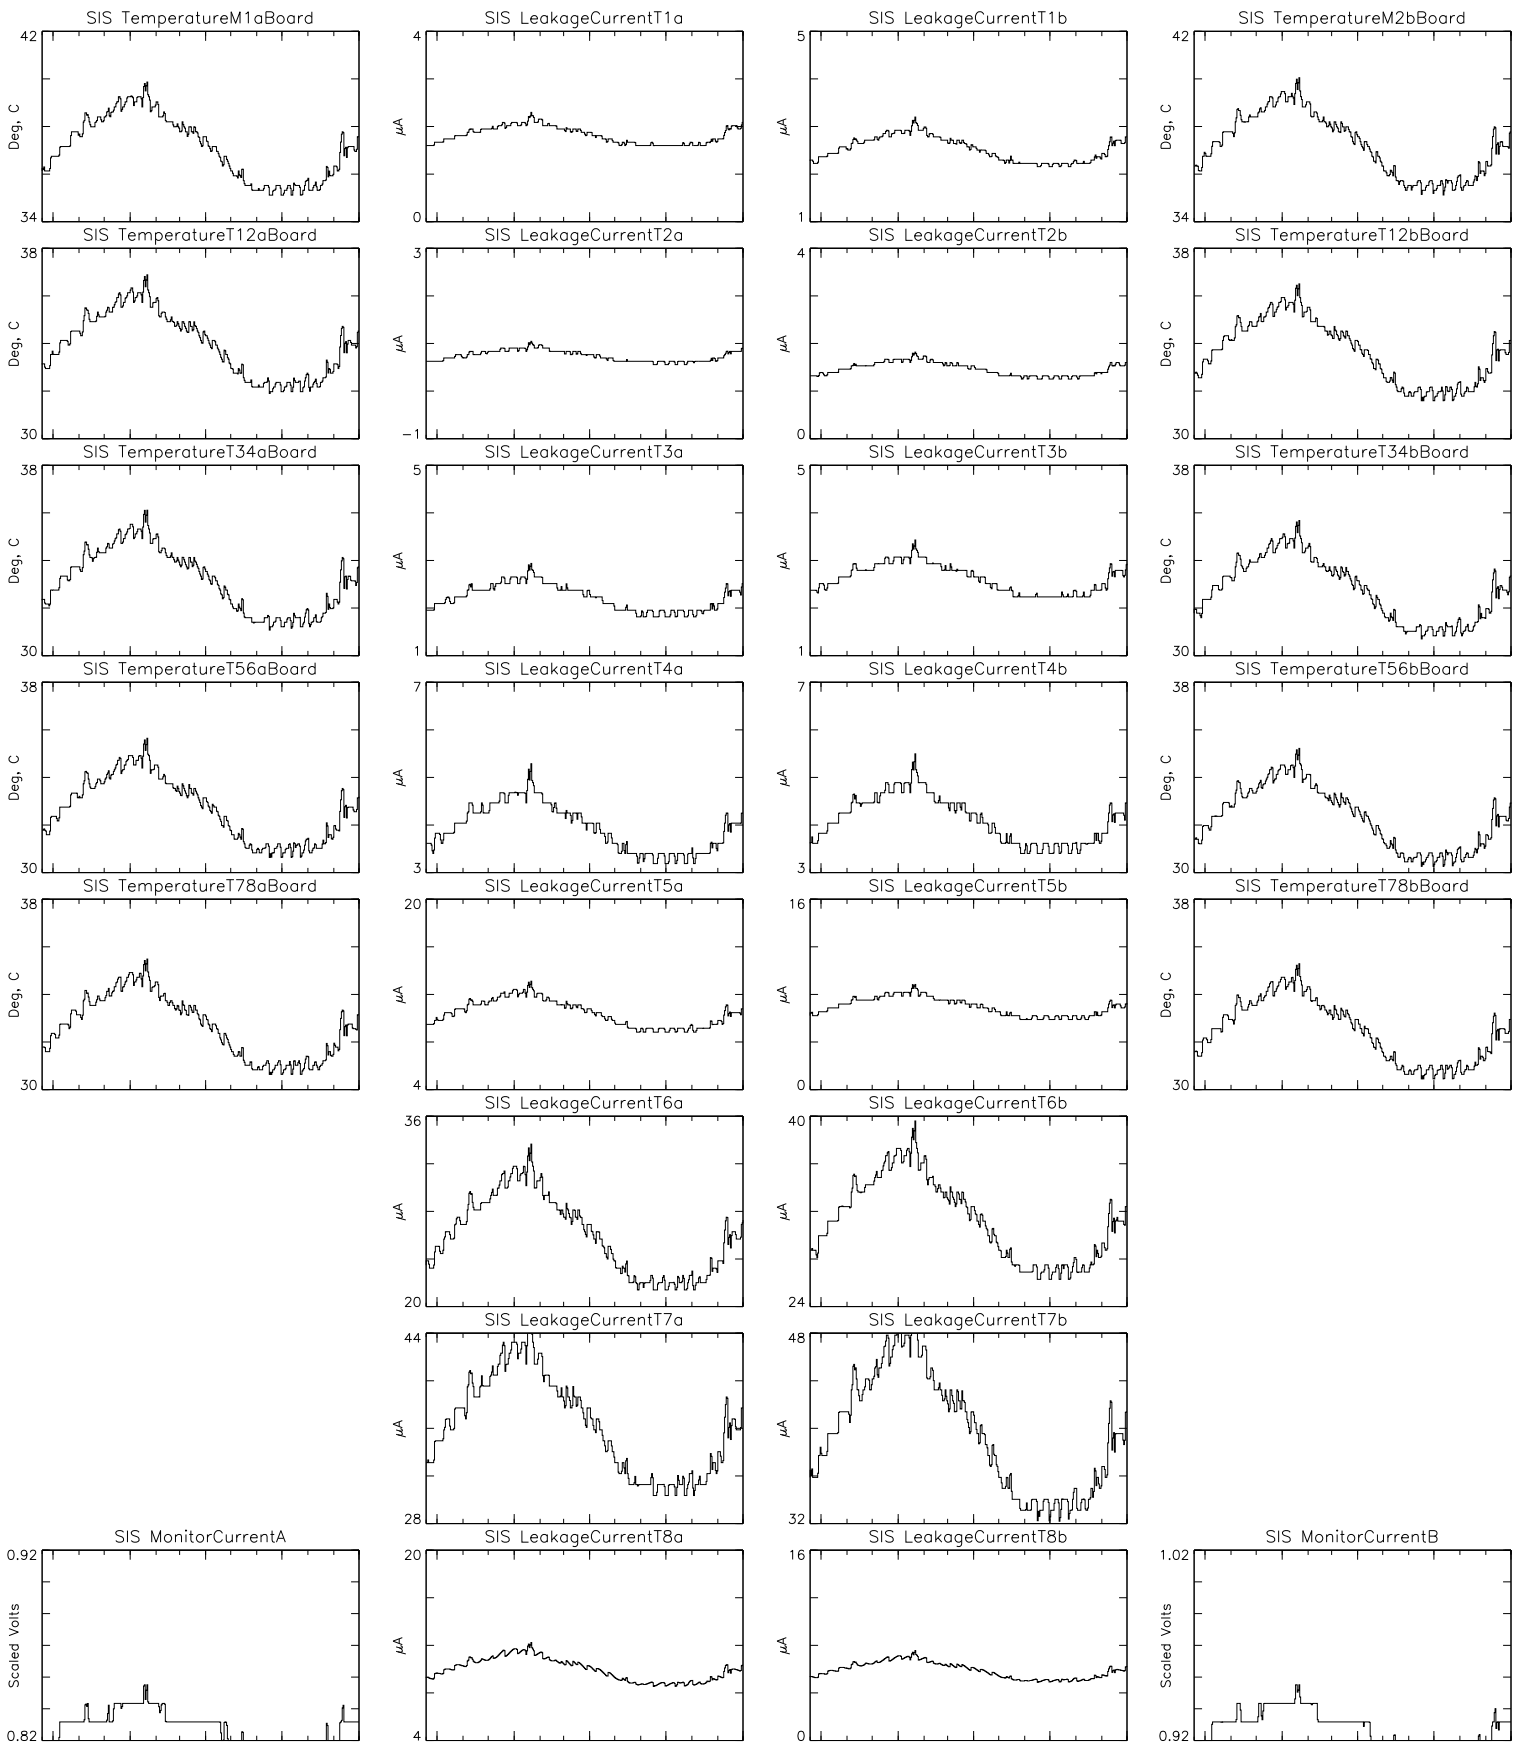 SIS TemperatureM1aBoard
SIS LeakageCurrentT1a
SIS LeakageCurrentT1b
SIS TemperatureM2bBoard
42
Deg, C
34
4
μA
0
5
μA
1
42
Deg, C
34
SIS TemperatureT12aBoard
SIS LeakageCurrentT2a
SIS LeakageCurrentT2b
SIS TemperatureT12bBoard
38
Deg, C
30
3
μA
−1
4
μA
0
38
Deg, C
30
SIS TemperatureT34aBoard
SIS LeakageCurrentT3a
SIS LeakageCurrentT3b
SIS TemperatureT34bBoard
38
Deg, C
30
5
μA
1
5
μA
1
38
Deg, C
30
SIS TemperatureT56aBoard
SIS LeakageCurrentT4a
SIS LeakageCurrentT4b
SIS TemperatureT56bBoard
38
Deg, C
30
7
μA
3
7
μA
3
38
Deg, C
30
SIS TemperatureT78aBoard
SIS LeakageCurrentT5a
SIS LeakageCurrentT5b
SIS TemperatureT78bBoard
38
Deg, C
30
20
μA
4
16
μA
0
38
Deg, C
30
SIS LeakageCurrentT6a
SIS LeakageCurrentT6b
36
μA
20
40
μA
24
SIS LeakageCurrentT7a
SIS LeakageCurrentT7b
44
μA
28
48
μA
32
SIS MonitorCurrentA
SIS LeakageCurrentT8a
SIS LeakageCurrentT8b
SIS MonitorCurrentB
0.92
Scaled Volts
0.82
20
μA
4
16
μA
0
1.02
Scaled Volts
0.92